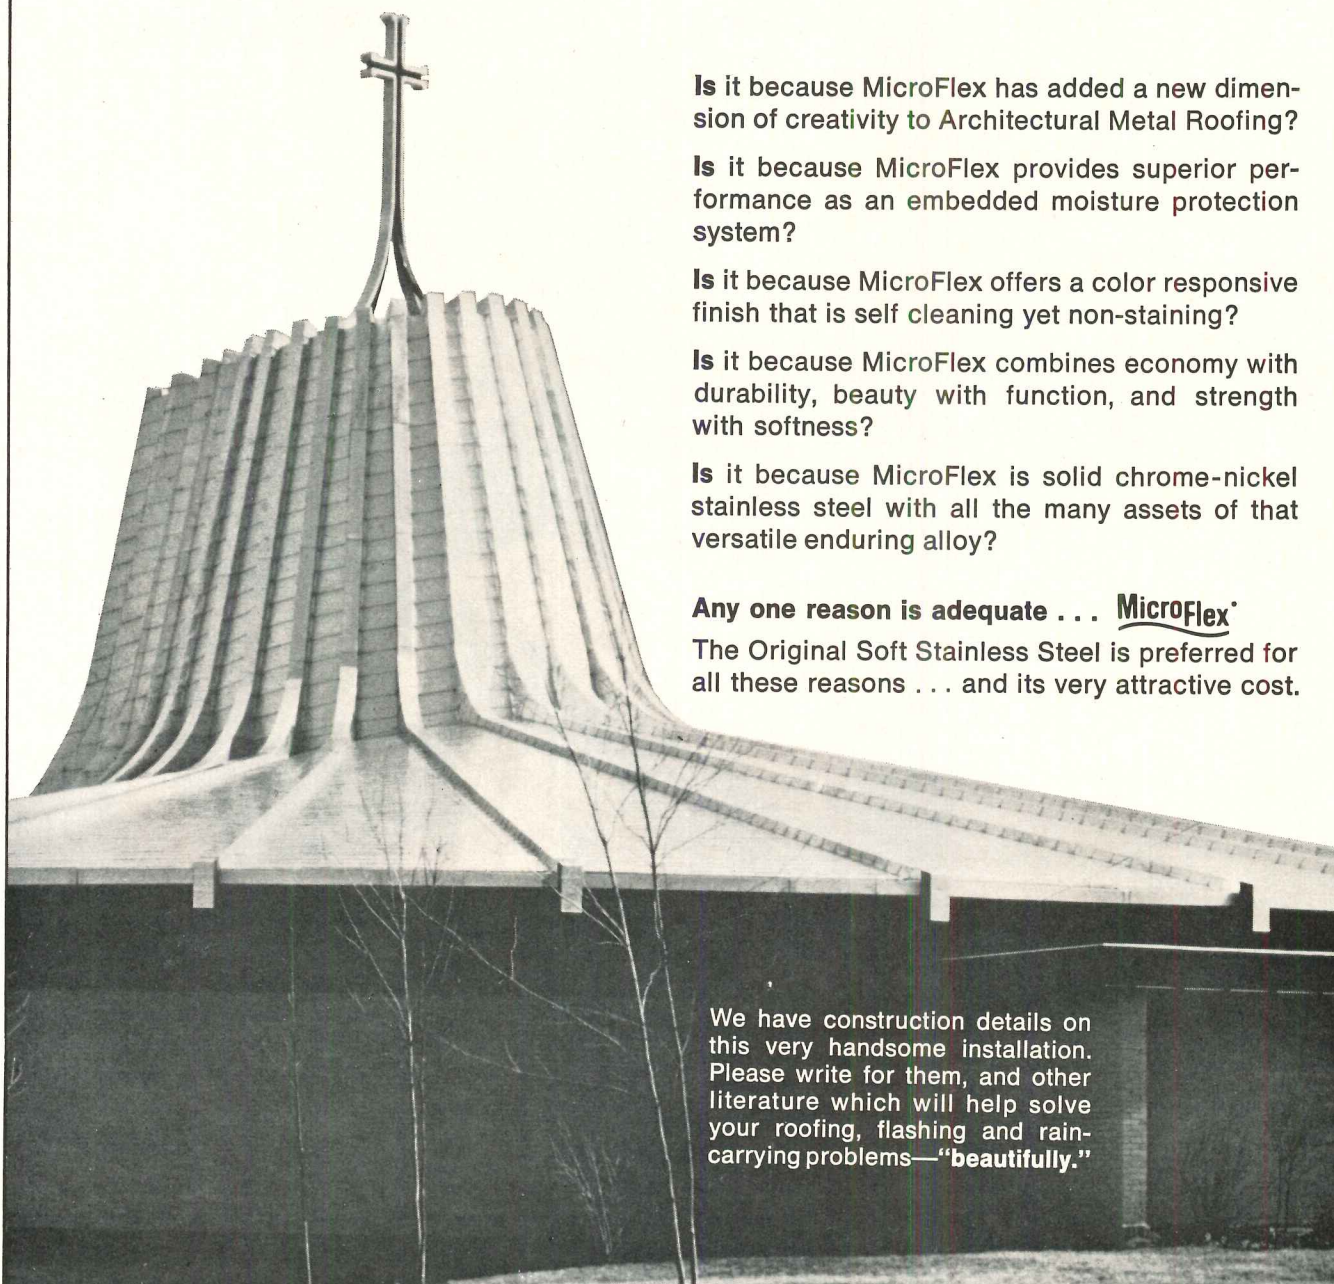 Is it because MicroFlex has added a new dimen-
sion of creativity to Architectural Metal Roofing?
Is it because MicroFlex provides superior per-
formance as an embedded moisture protection
system?
Is it because MicroFlex offers a color responsive
finish that is self cleaning yet non-staining?
Is it because MicroFlex combines economy with
durability, beauty with function, and strength
with softness?
Is it because MicroFlex is solid chrome-nickel
stainless steel with all the many assets of that
versatile enduring alloy?
Any one reason is adequate . . . MicroFlex
The Original Soft Stainless Steel is preferred for
all these reasons . . . and its very attractive cost.
We have construction details on
this very handsome installation.
Please write for them, and other
literature which will help solve
your roofing, flashing and rain-
carrying problems—“beautifully.”